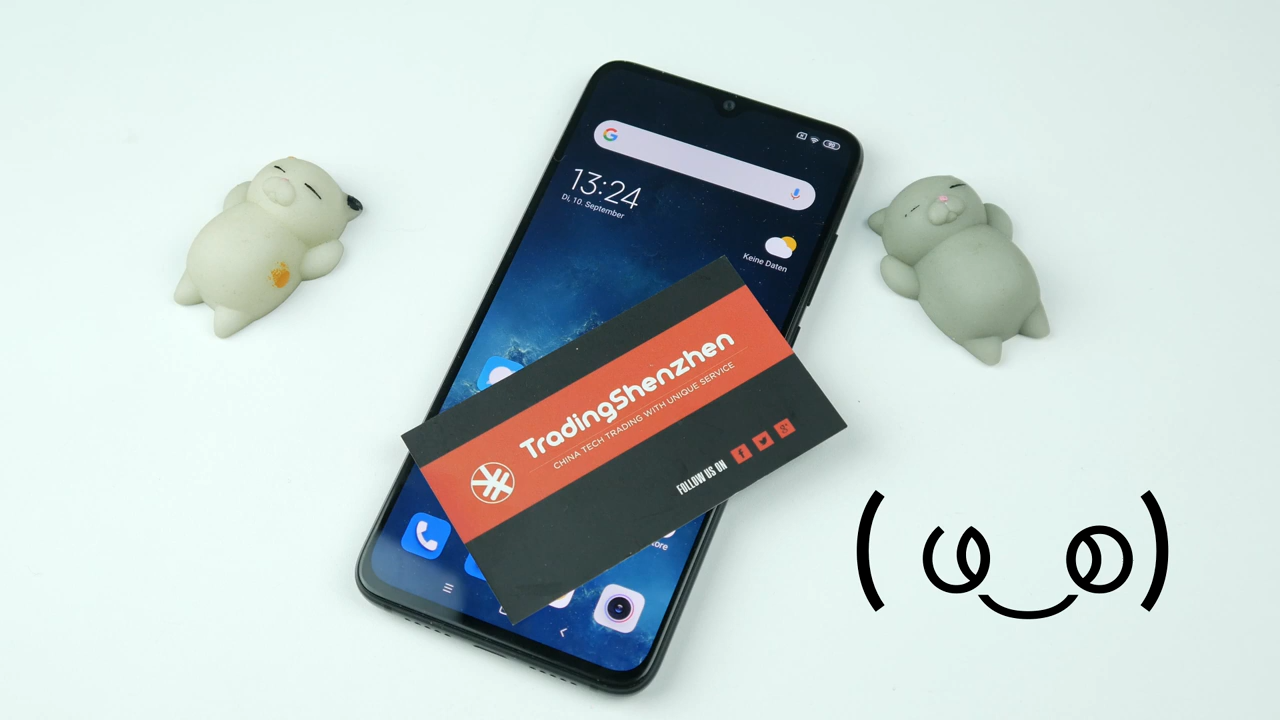 13:24
Di, 10. September
Keine Daten
TradingShenzhen
CHINA TECH TRADING WITH UNIQUE SERVICE
FOLLOW US ON